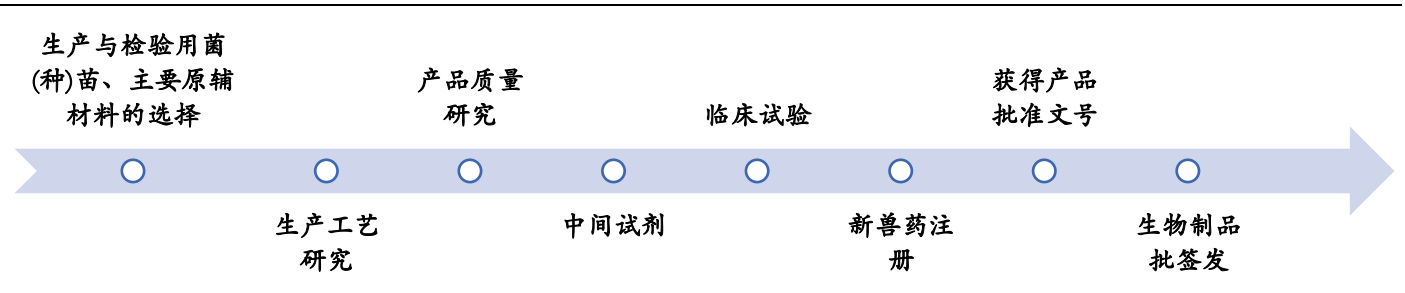 生产与检验用菌
(种)苗、主要原辅
材料的选择
生产工艺
研究
产品质量
研究
中间试剂
临床试验
新兽药注
册
获得产品
批准文号
生物制品
批签发